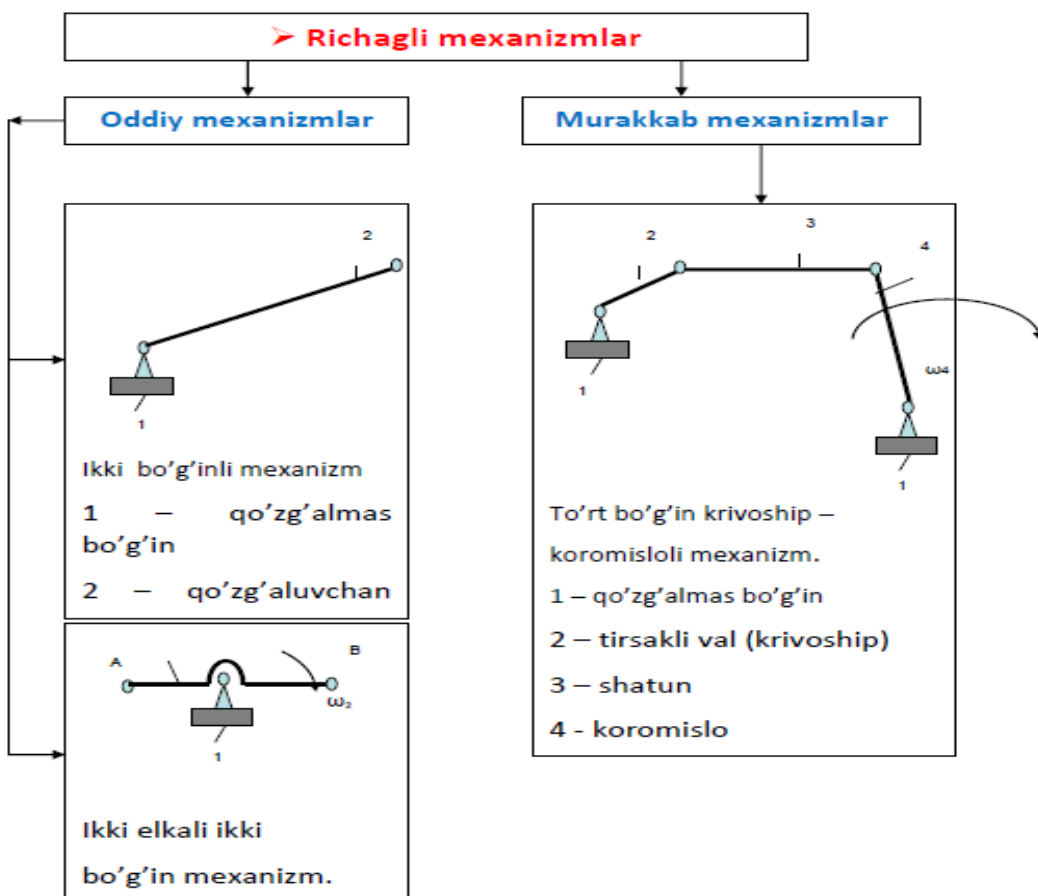 ➢ Richagli mexanizmlar
Oddiy mexanizmlar
Murakkab mexanizmlar
2
1
Ikki bo’g’inli mexanizm
1 – qo’zg’almas
bo’g’in
2 – qo’zg’aluvchan
A
B
ω₂
1
Ikki elkali ikki
bo’g’in mexanizm.
2
3
4
1
ω4
1
To’rt bo’g’in krivoship –
koromisloli mexanizm.
1 – qo’zg’almas bo’g’in
2 – tirsakli val (krivoship)
3 – shatun
4 - koromislo